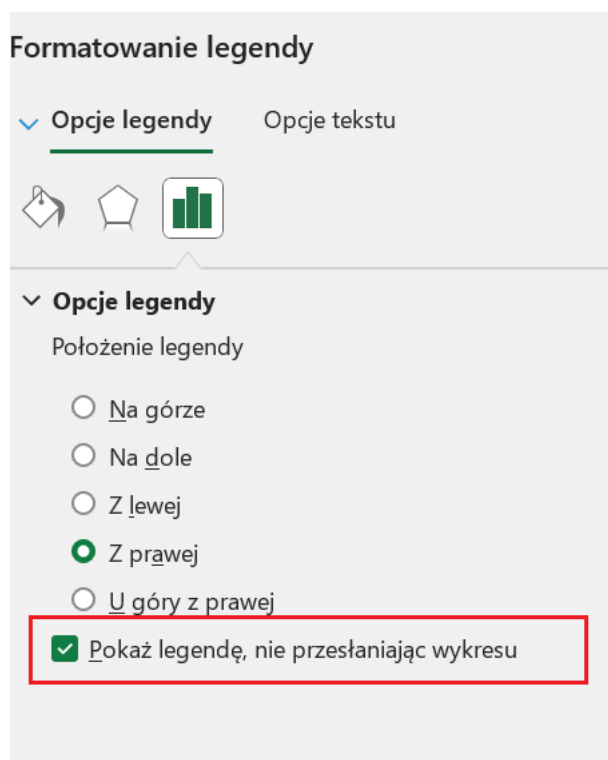 Formatowanie legendy
Opcje legendy Opcje tekstu
Opcje legendy
Położenie legendy
Na górze
Na dole
Z lewej
Z prawej
U góry z prawej
Pokaż legendę, nie przesłaniając wykresu